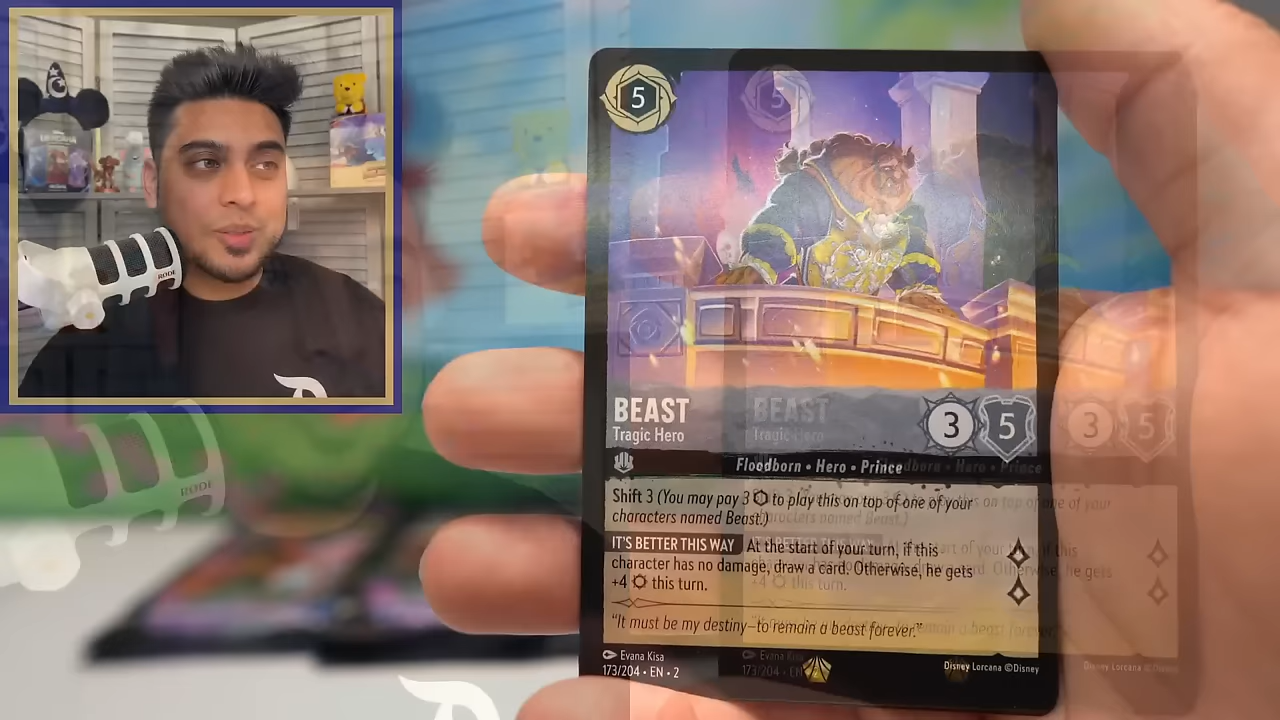 5
RODE
BEAST
Tragic Hero
3 5
Floodborn • Hero • Prince
Shift 3 (You may pay 3 to play this on top of one of your
characters named Beast.)
IT'S BETTER THIS WAY At the start of your turn, if this
character has no damage, draw a card. Otherwise, he gets
+4 this turn.
"It must be my destiny–to remain a beast forever."
Evana Kisa
173/204 • EN • 2
Disney Lorcana ©Disney
RODE